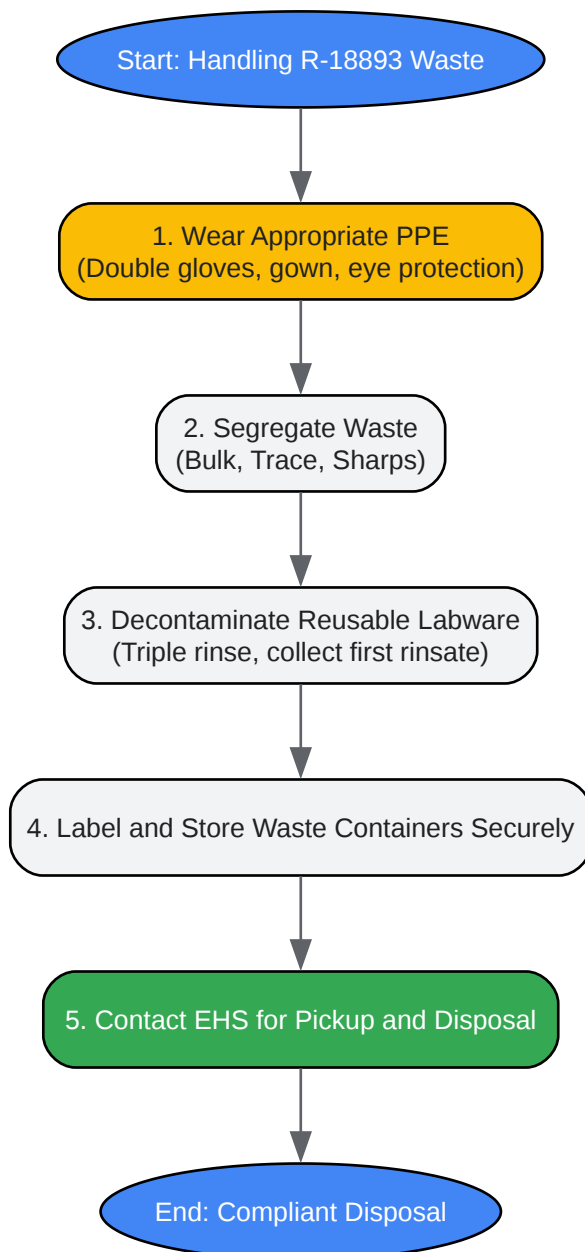 Start: Handling R-18893 Waste
1. Wear Appropriate PPE
(Double gloves, gown, eye protection)
2. Segregate Waste
(Bulk, Trace, Sharps)
3. Decontaminate Reusable Labware
(Triple rinse, collect first rinsate)
4. Label and Store Waste Containers Securely
5. Contact EHS for Pickup and Disposal
End: Compliant Disposal